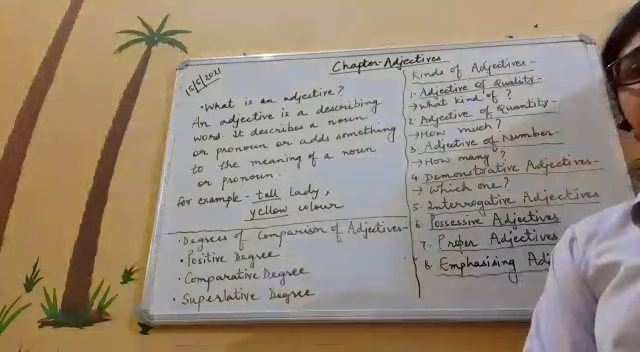 15/5/2021
Chapter-Adjectives
• What is an adjective?
An adjective is a describing
word. It describes a noun
or pronoun or adds something
to the meaning of a noun
or pronoun.
for example - tall lady,
yellow colour
• Degrees of Comparison of Adjectives-
• Positive Degree
• Comparative Degree
• Superlative Degree
Kinds of Adjectives-
1. Adjective of Quality-
→ What kind of ?
2. Adjective of Quantity-
→ How much?
3. Adjective of Number-
→ How many?
4. Demonstrative Adjectives-
→ Which one?
5. Interrogative Adjectives
6. Possessive Adjectives
7. Proper Adjectives
8. Emphasising Adj